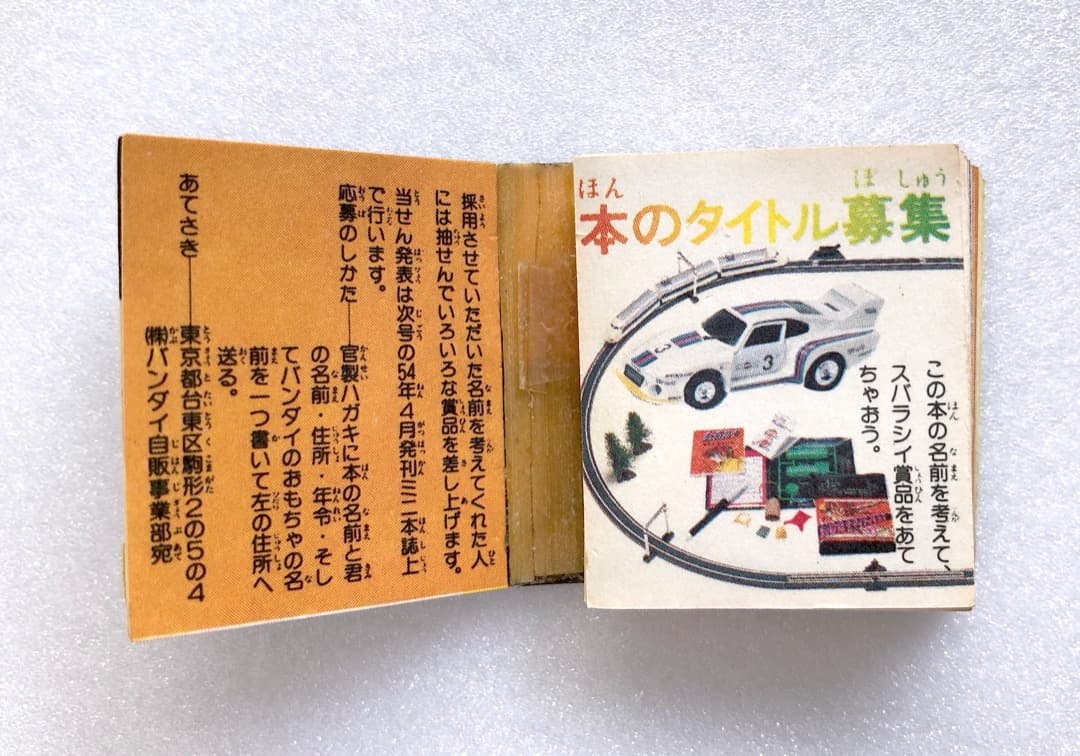 本のタイトル募集
この本の名前を考えて、
スバラシイ賞品をあて
ちゃおう。
3
3
採用させていただいた名前を考えてくれた人
には抽せんでいろいろな賞品を差し上げます。
当せん発表は次号の54年4月発刊ミニ本誌上
で行います。
応募のしかた──官製ハガキに本の名前と君
の名前・住所・年令・そし
てバンダイのおもちゃの名
前を一つ書いて左の住所へ
送る。
あてさき──東京都台東区駒形2の5の4
㈱バンダイ自販事業部宛